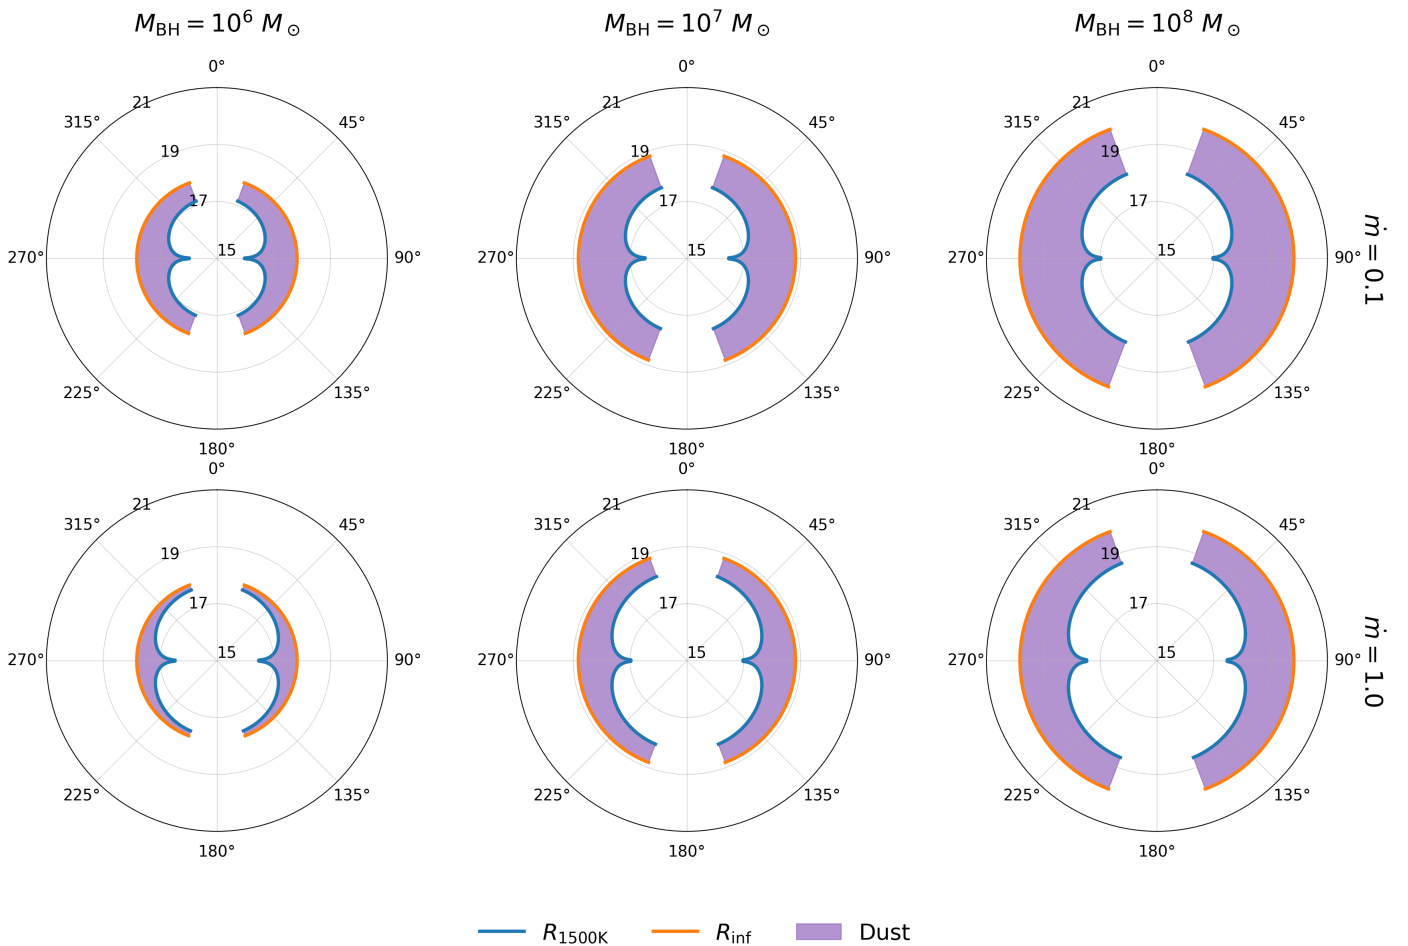 M_BH = 10^6 M_⊙ M_BH = 10^7 M_⊙ M_BH = 10^8 M_⊙
0° 0° 0°
21 21 21
315° 45° 315° 45° 315° 45°
19 19 19
17 17 17
15 15 15
270° 90° 270° 90° 270° 90°
ṁ = 0.1
225° 135° 225° 135° 225° 135°
180° 180° 180°
0° 0° 0°
21 21 21
315° 45° 315° 45° 315° 45°
19 19 19
17 17 17
15 15 15
270° 90° 270° 90° 270° 90°
ṁ = 1.0
225° 135° 225° 135° 225° 135°
180° 180° 180°
R_1500K R_inf Dust